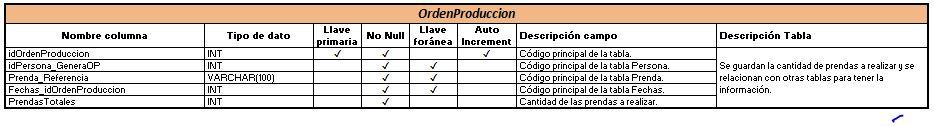 OrdenProduccion
Nombre columna Tipo de dato Llave primaria No Null Llave foránea Auto Increment Descripción campo Descripción Tabla
idOrdenProduccion INT ✓ ✓ ✓ Código principal de la tabla.
idPersona_GeneraOP INT ✓ ✓ Código principal de la tabla Persona.
Prenda_Referencia VARCHAR(100) ✓ ✓ Código principal de la tabla Prenda.
Fechas_idOrdenProduccion INT ✓ ✓ Código principal de la tabla Fechas.
PrendasTotales INT ✓ Cantidad de las prendas a realizar.
Se guardan la cantidad de prendas a realizar y se
relacionan con otras tablas para tener la
información.